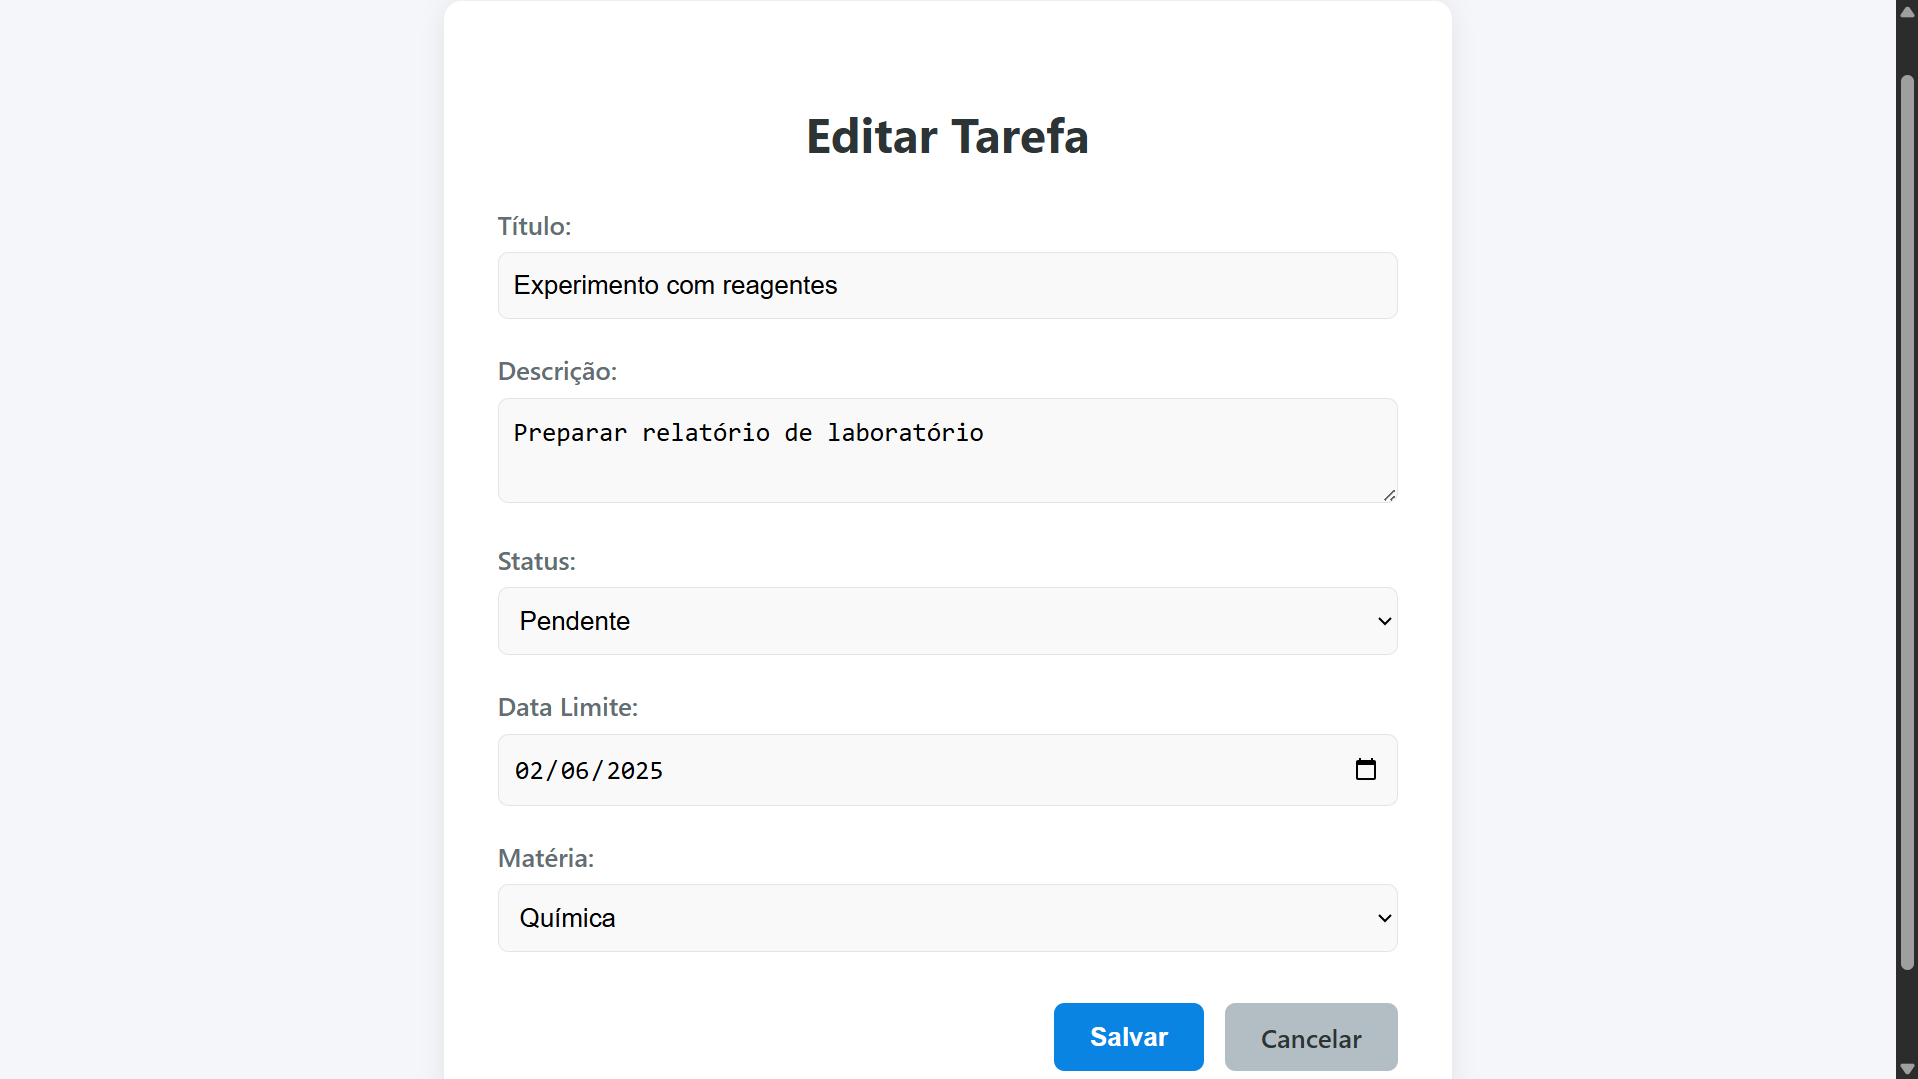 Editar Tarefa
Título:
Experimento com reagentes
Descrição:
Preparar relatório de laboratório
Status:
Pendente
Data Limite:
02/06/2025
Matéria:
Química
Salvar
Cancelar